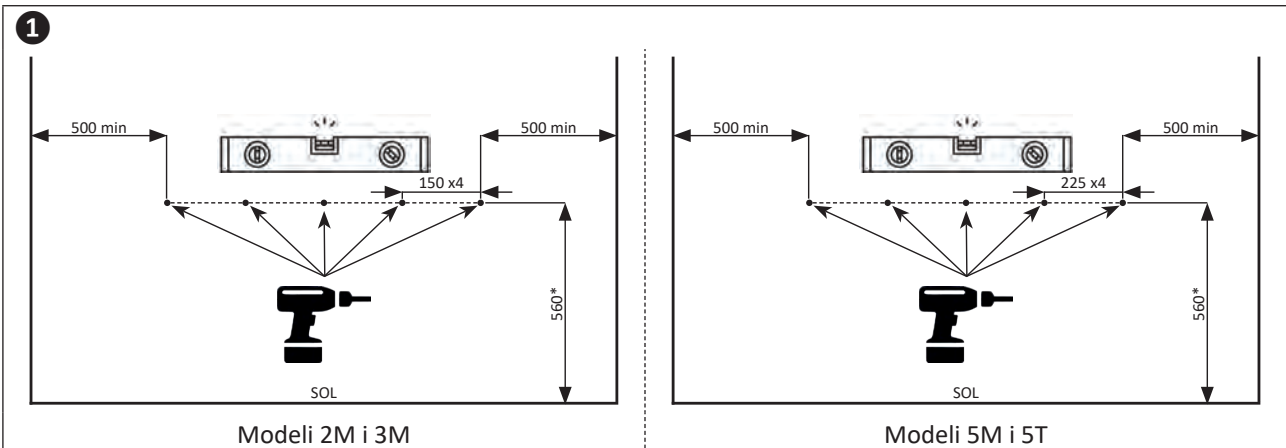 1
500 min
500 min
150 x4
560*
SOL
Modeli 2M i 3M
500 min
500 min
225 x4
560*
SOL
Modeli 5M i 5T